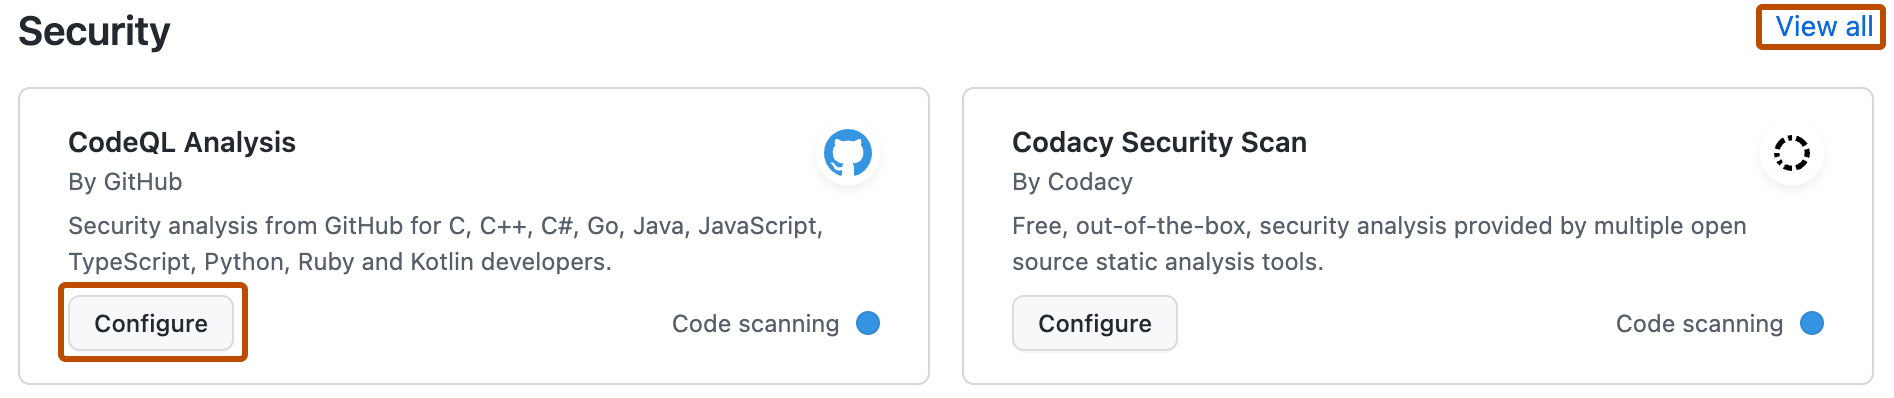 Security
View all
CodeQL Analysis
By GitHub
Security analysis from GitHub for C, C++, C#, Go, Java, JavaScript,
TypeScript, Python, Ruby and Kotlin developers.
Configure
Code scanning
Codacy Security Scan
By Codacy
Free, out-of-the-box, security analysis provided by multiple open
source static analysis tools.
Configure
Code scanning